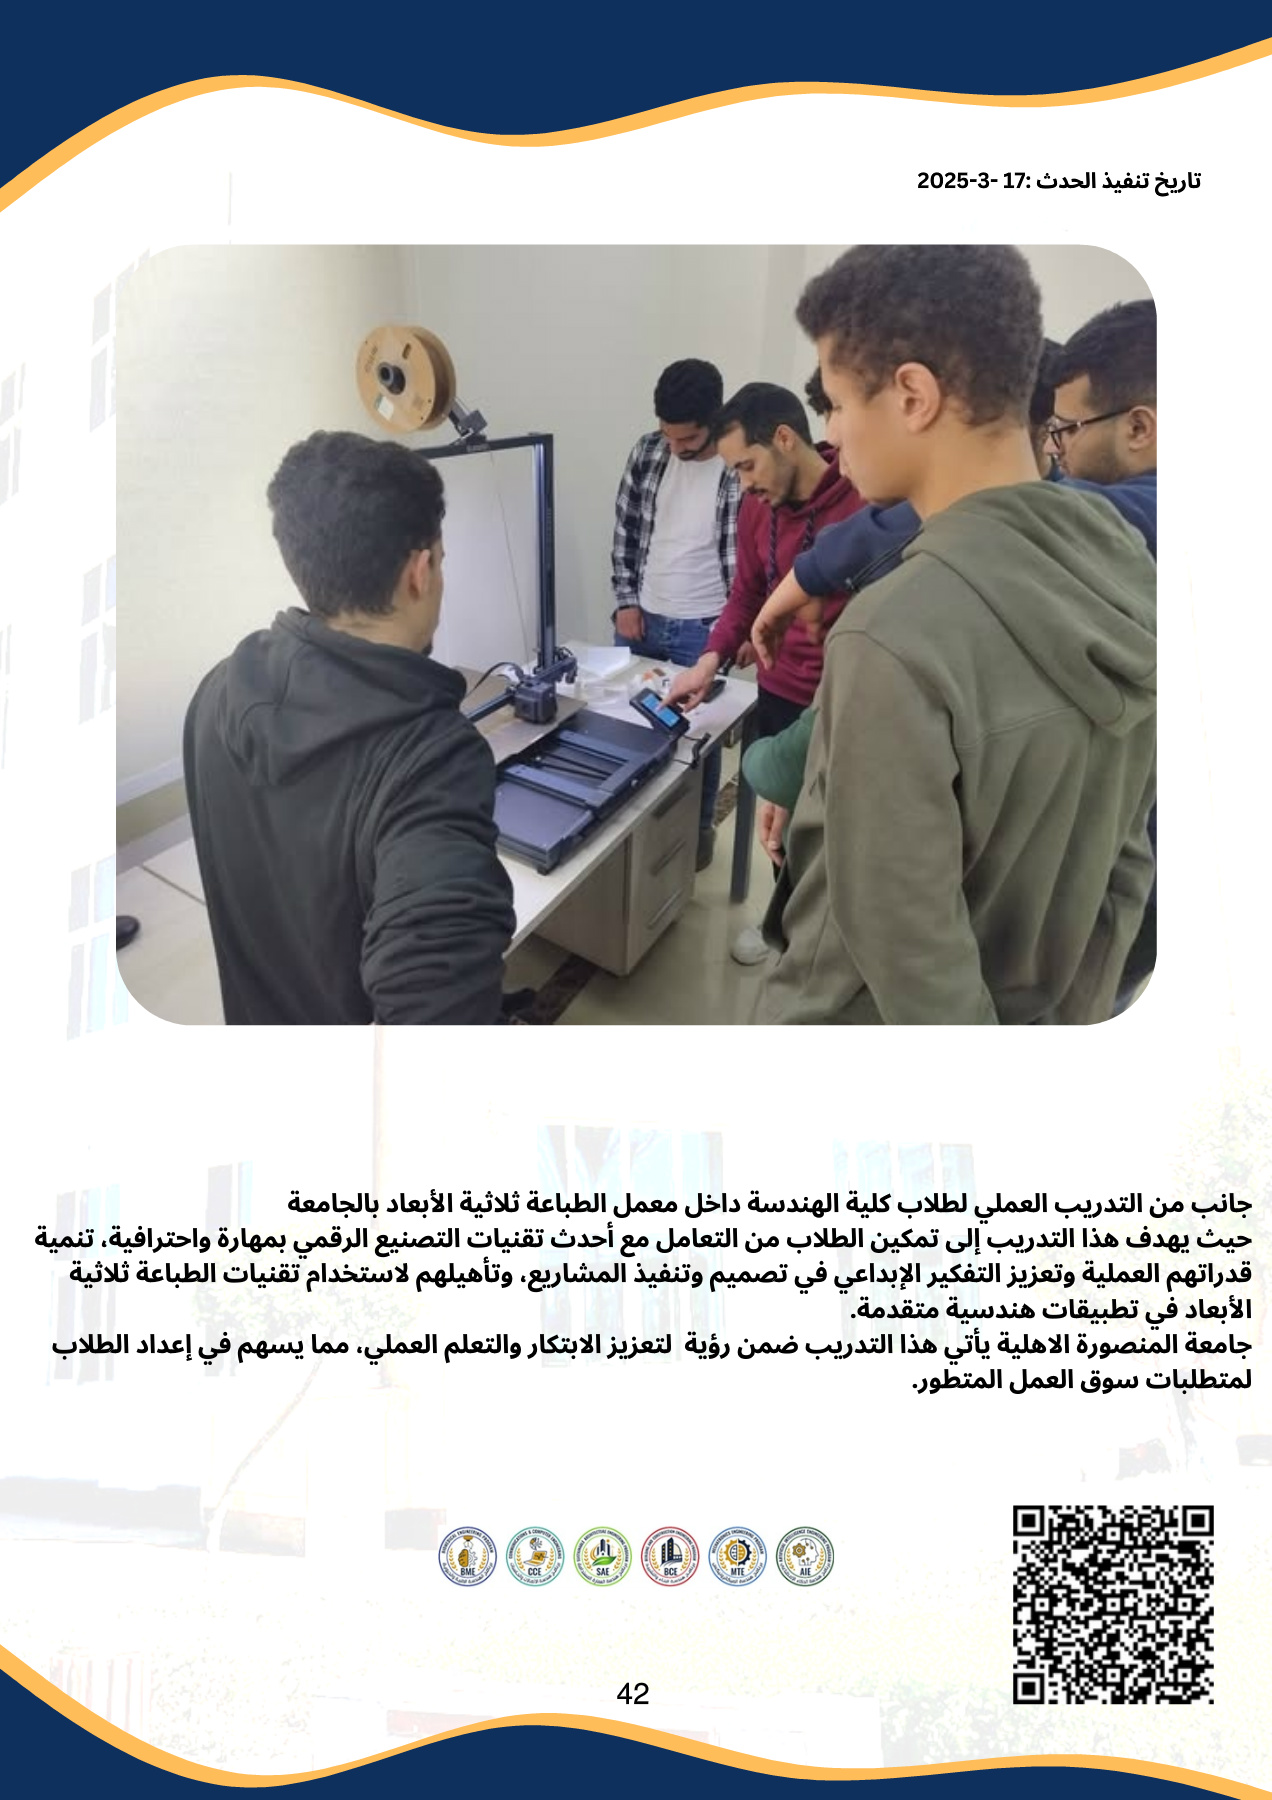 تاريخ تنفيذ الحدث :17 -3-2025
جانب من التدريب العملي لطلاب كلية الهندسة داخل معمل الطباعة ثلاثية الأبعاد بالجامعة
حيث يهدف هذا التدريب إلى تمكين الطلاب من التعامل مع أحدث تقنيات التصنيع الرقمي بمهارة واحترافية، تنمية
قدراتهم العملية وتعزيز التفكير الإبداعي في تصميم وتنفيذ المشاريع، وتأهيلهم لاستخدام تقنيات الطباعة ثلاثية
الأبعاد في تطبيقات هندسية متقدمة.
جامعة المنصورة الاهلية يأتي هذا التدريب ضمن رؤية  لتعزيز الابتكار والتعلم العملي، مما يسهم في إعداد الطلاب
لمتطلبات سوق العمل المتطور.
BME CCE SAE BCE MTE AIE
42